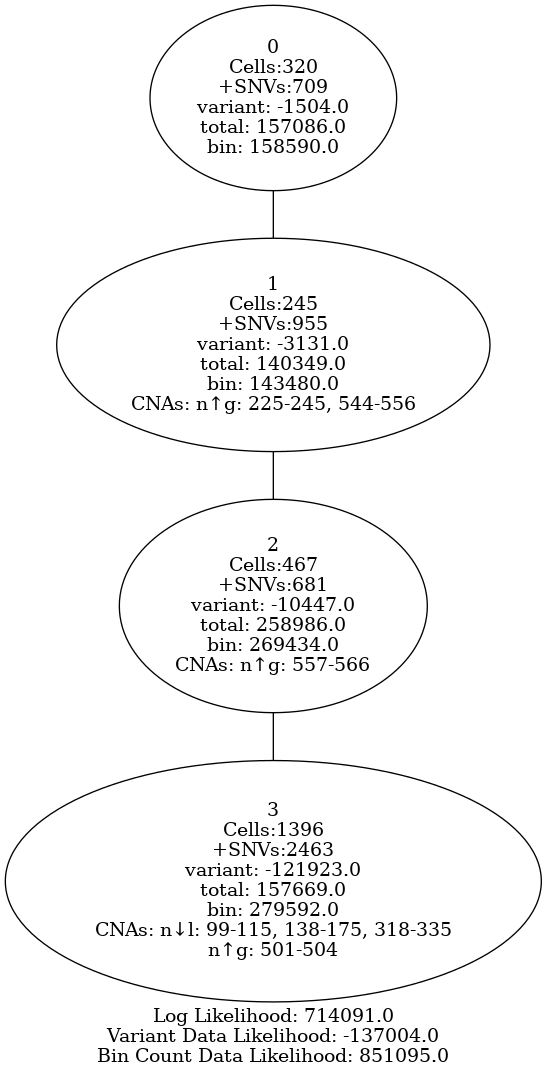 0
Cells:320
+SNVs:709
variant: -1504.0
total: 157086.0
bin: 158590.0
1
Cells:245
+SNVs:955
variant: -3131.0
total: 140349.0
bin: 143480.0
CNAs: n↑g: 225-245, 544-556
2
Cells:467
+SNVs:681
variant: -10447.0
total: 258986.0
bin: 269434.0
CNAs: n↑g: 557-566
3
Cells:1396
+SNVs:2463
variant: -121923.0
total: 157669.0
bin: 279592.0
CNAs: n↓l: 99-115, 138-175, 318-335
n↑g: 501-504
Log Likelihood: 714091.0
Variant Data Likelihood: -137004.0
Bin Count Data Likelihood: 851095.0